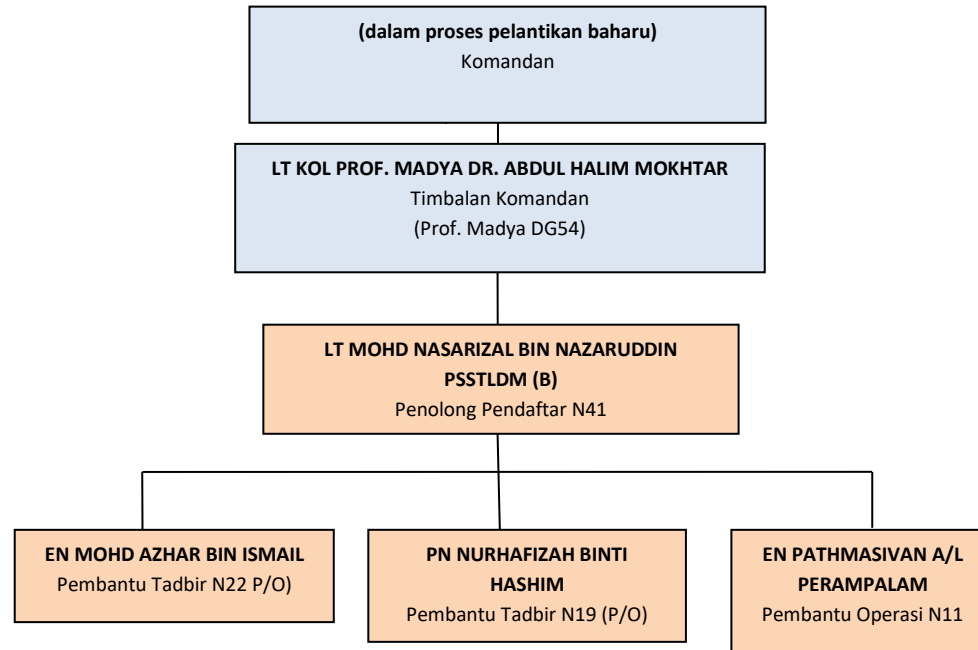 (dalam proses pelantikan baharu)
Komandan
LT KOL PROF. MADYA DR. ABDUL HALIM MOKHTAR
Timbalan Komandan
(Prof. Madya DG54)
LT MOHD NASARIZAL BIN NAZARUDDIN
PSSTLDM (B)
Penolong Pendaftar N41
EN MOHD AZHAR BIN ISMAIL
Pembantu Tadbir N22 P/O)
PN NURHAFIZAH BINTI
HASHIM
Pembantu Tadbir N19 (P/O)
EN PATHMASIVAN A/L
PERAMPALAM
Pembantu Operasi N11